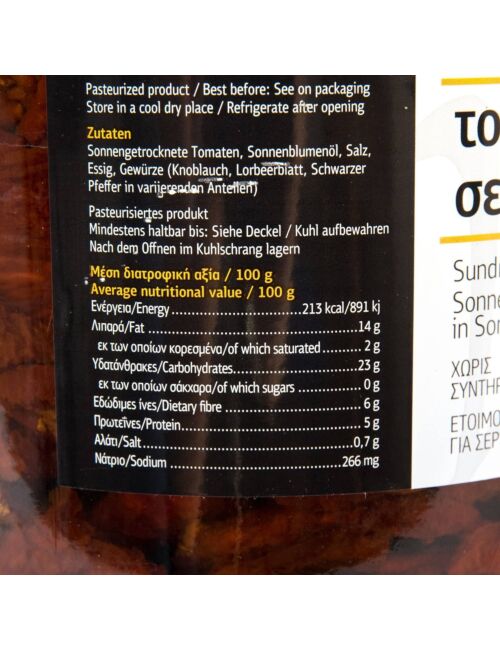 Pasteurized product / Best before: See on packaging
Store in a cool dry place / Refrigerate after opening
Zutaten
Sonnengetrocknete Tomaten, Sonnenblumenöl, Salz,
Essig, Gewürze (Knoblauch, Lorbeerblatt, Schwarzer
Pfeffer in varijerenden Anteilen)
Pasteurisiertes produkt
Mindestens haltbar bis: Siehe Deckel / Kuhl aufbewahren
Nach dem Offnen im Kuhlschrang lagern
Μέση διατροφική αξία / 100 g
Average nutritional value / 100 g
Ενέργεια/Energy 213 kcal/891 kj
Λιπαρά/Fat 14 g
εκ των οποίων κορεσμένα/of which saturated 2 g
Υδατάνθρακες/Carbohydrates 23 g
εκ των οποίων σάκχαρα/of which sugars 0 g
Εδώδιμες ίνες/Dietary fibre 6 g
Πρωτεΐνες/Protein 5 g
Αλάτι/Salt 0,7 g
Νάτριο/Sodium 266 mg
το
σε
Sundr
Sonne
in Son
ΧΩΡΙΣ
ΣΥΝΤΗΡ
ΕΤΟΙΜΟ
ΓΙΑ ΣΕΡ